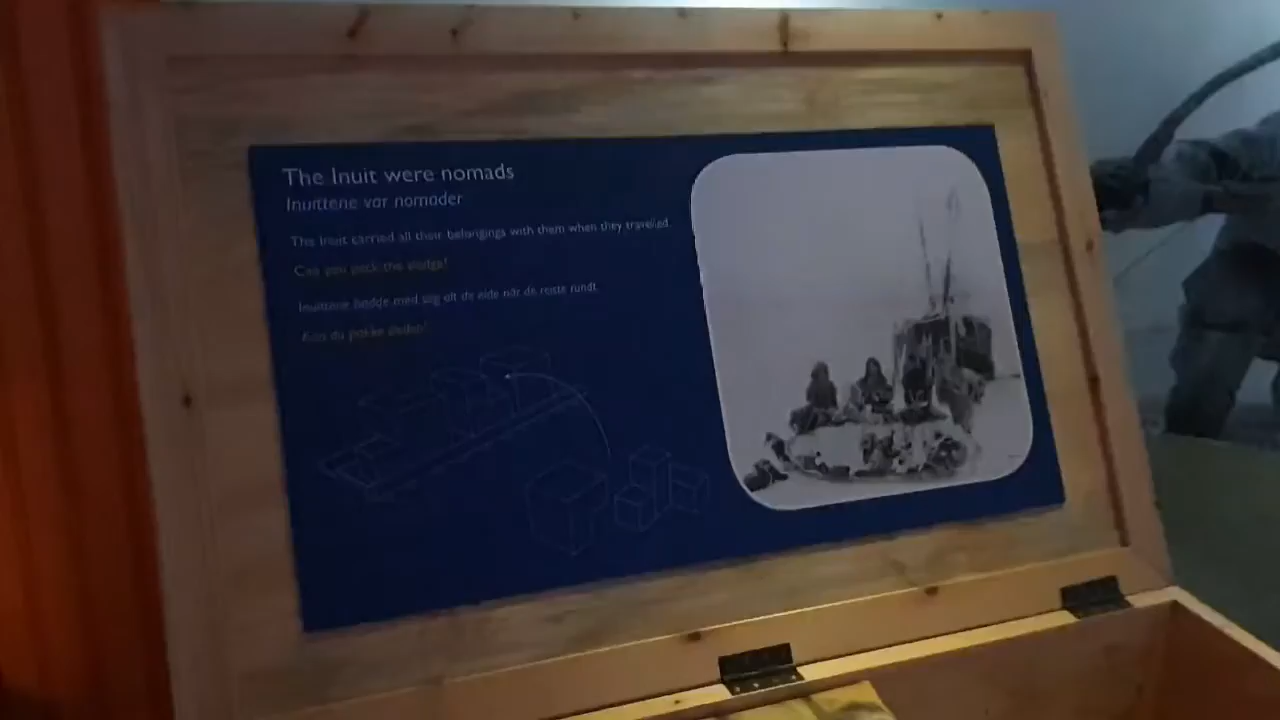 The Inuit were nomads
Inuittene var nomader
The Inuit carried all their belongings with them when they travelled.
Can you pack the sledge?
Inuittene hadde med seg alt de eide når de reiste rundt.
Kan du pakke sleden?